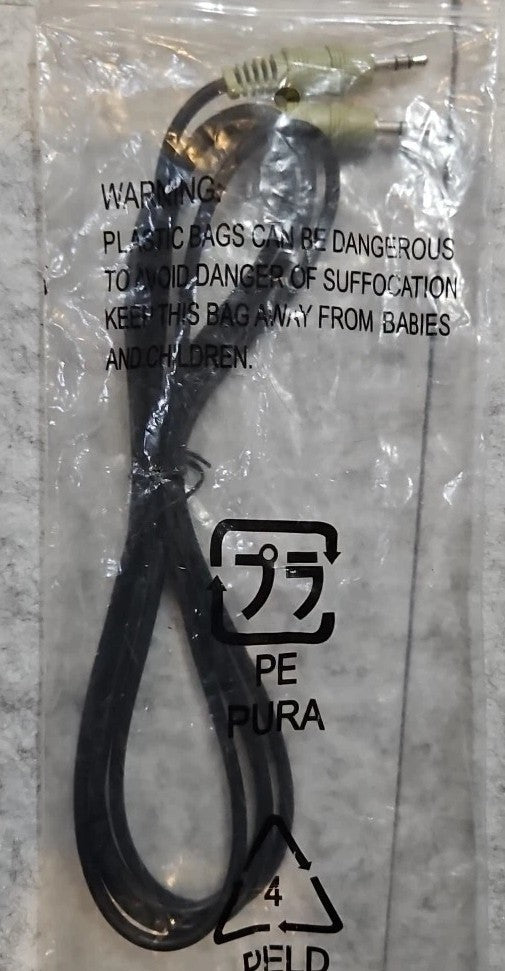 WARNING:
PLASTIC BAGS CAN BE DANGEROUS
TO AVOID DANGER OF SUFFOCATION
KEEP THIS BAG AWAY FROM BABIES
AND CHILDREN.
プラ
PE
PURA
4
PELD